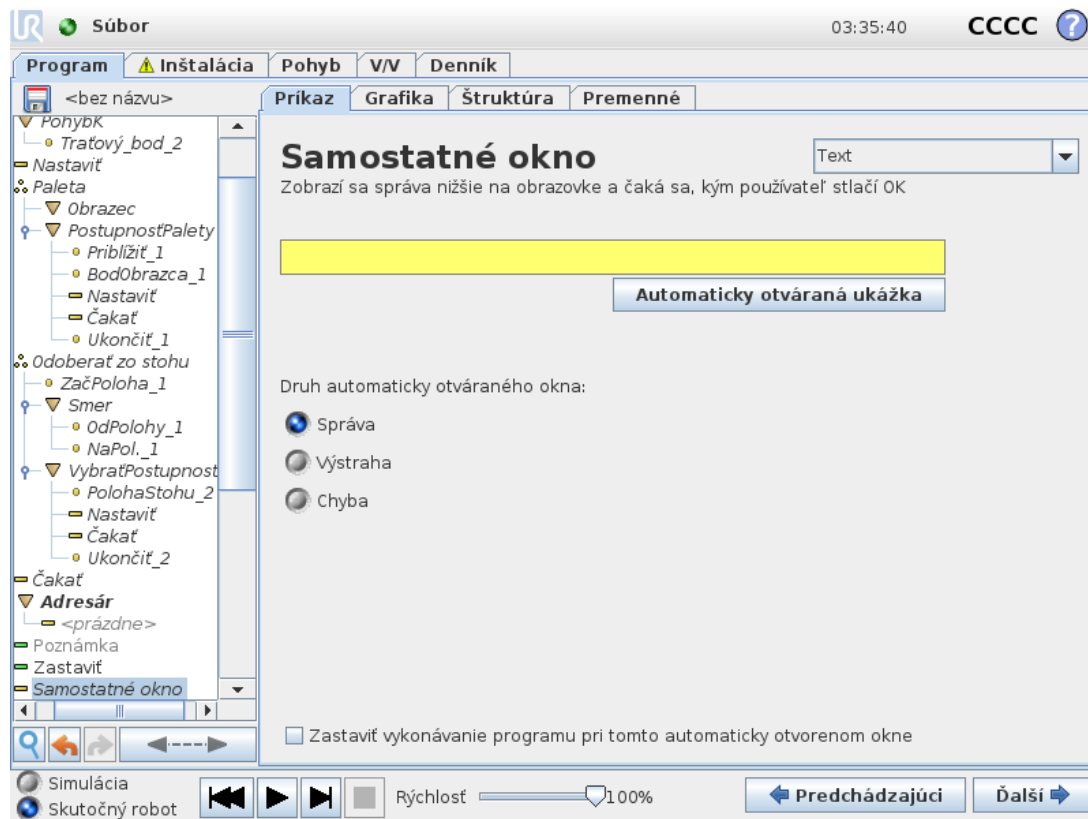 UR Súbor 03:35:40 CCCC ?
Program Inštalácia Pohyb V/V Denník
<bez názvu>
Príkaz Grafika Štruktúra Premenné
PohybK
Traťový_bod_2
Nastaviť
Paleta
Obrazec
PostupnosťPalety
Priblížiť_1
BodObrazca_1
Nastaviť
Čakať
Ukončiť_1
Odoberať zo stohu
ZačPoloha_1
Smer
OdPolohy_1
NaPol._1
VybraťPostupnosť
PolohaStohu_2
Nastaviť
Čakať
Ukončiť_2
Čakať
Adresár
<prázdne>
Poznámka
Zastaviť
Samostatné okno
Samostatné okno
Text
Zobrazí sa správa nižšie na obrazovke a čaká sa, kým používateľ stlačí OK
Automaticky otváraná ukážka
Druh automaticky otváraného okna:
Správa
Výstraha
Chyba
Zastaviť vykonávanie programu pri tomto automaticky otvorenom okne
Simulácia
Skutočný robot
Rýchlosť 100%
Predchádzajúci
Ďalší